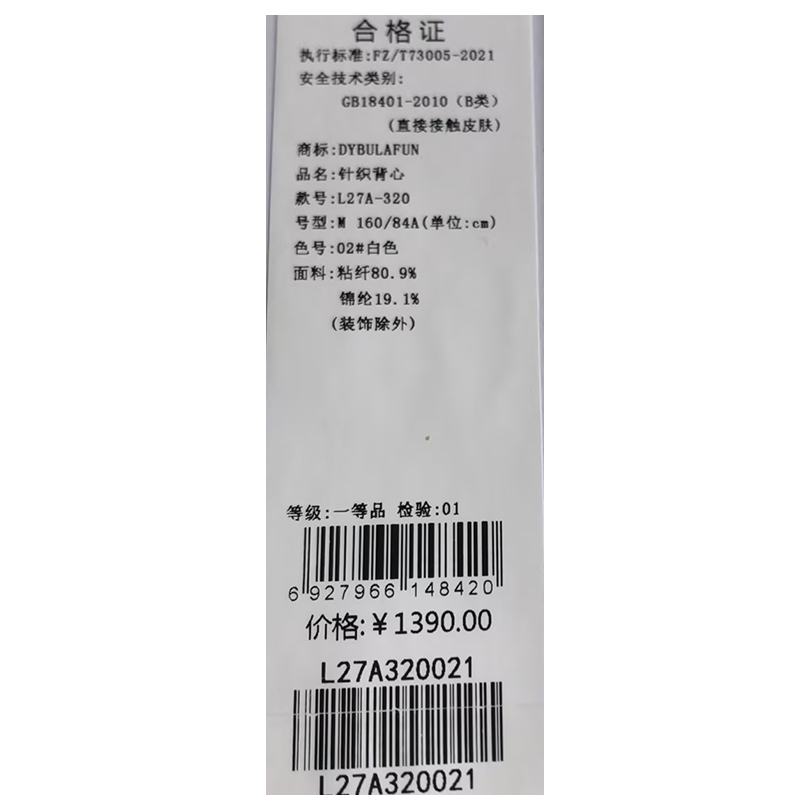 合格证
执行标准:FZ/T73005-2021
安全技术类别:
GB18401-2010（B类）
(直接接触皮肤)
商标:DYBULAFUN
品名:针织背心
款号:L27A-320
号型:M 160/84A(单位:cm)
色号:02#白色
面料:粘纤80.9%
锦纶19.1%
(装饰除外)
等级:一等品 检验:01
6 927966 148420
价格:￥1390.00
L27A320021
L27A320021